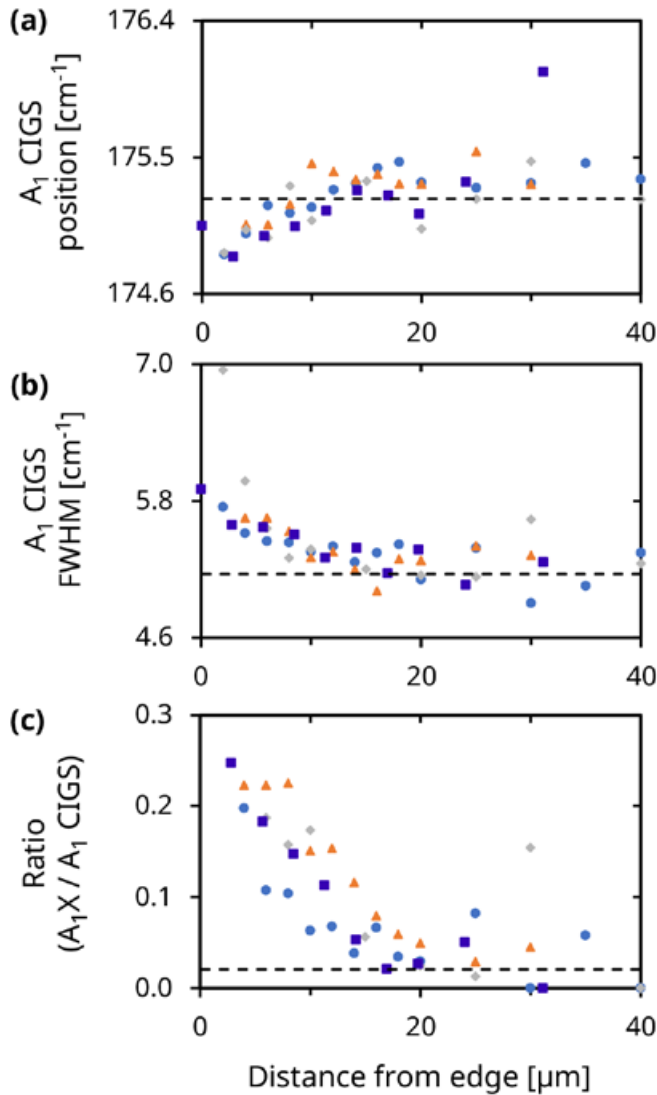 (a)
A₁ CIGS
position [cm⁻¹]
176.4
175.5
174.6
0
20
40
(b)
A₁ CIGS
FWHM [cm⁻¹]
7.0
5.8
4.6
0
20
40
(c)
Ratio
(A₁X / A₁ CIGS)
0.3
0.2
0.1
0.0
0
20
40
Distance from edge [µm]